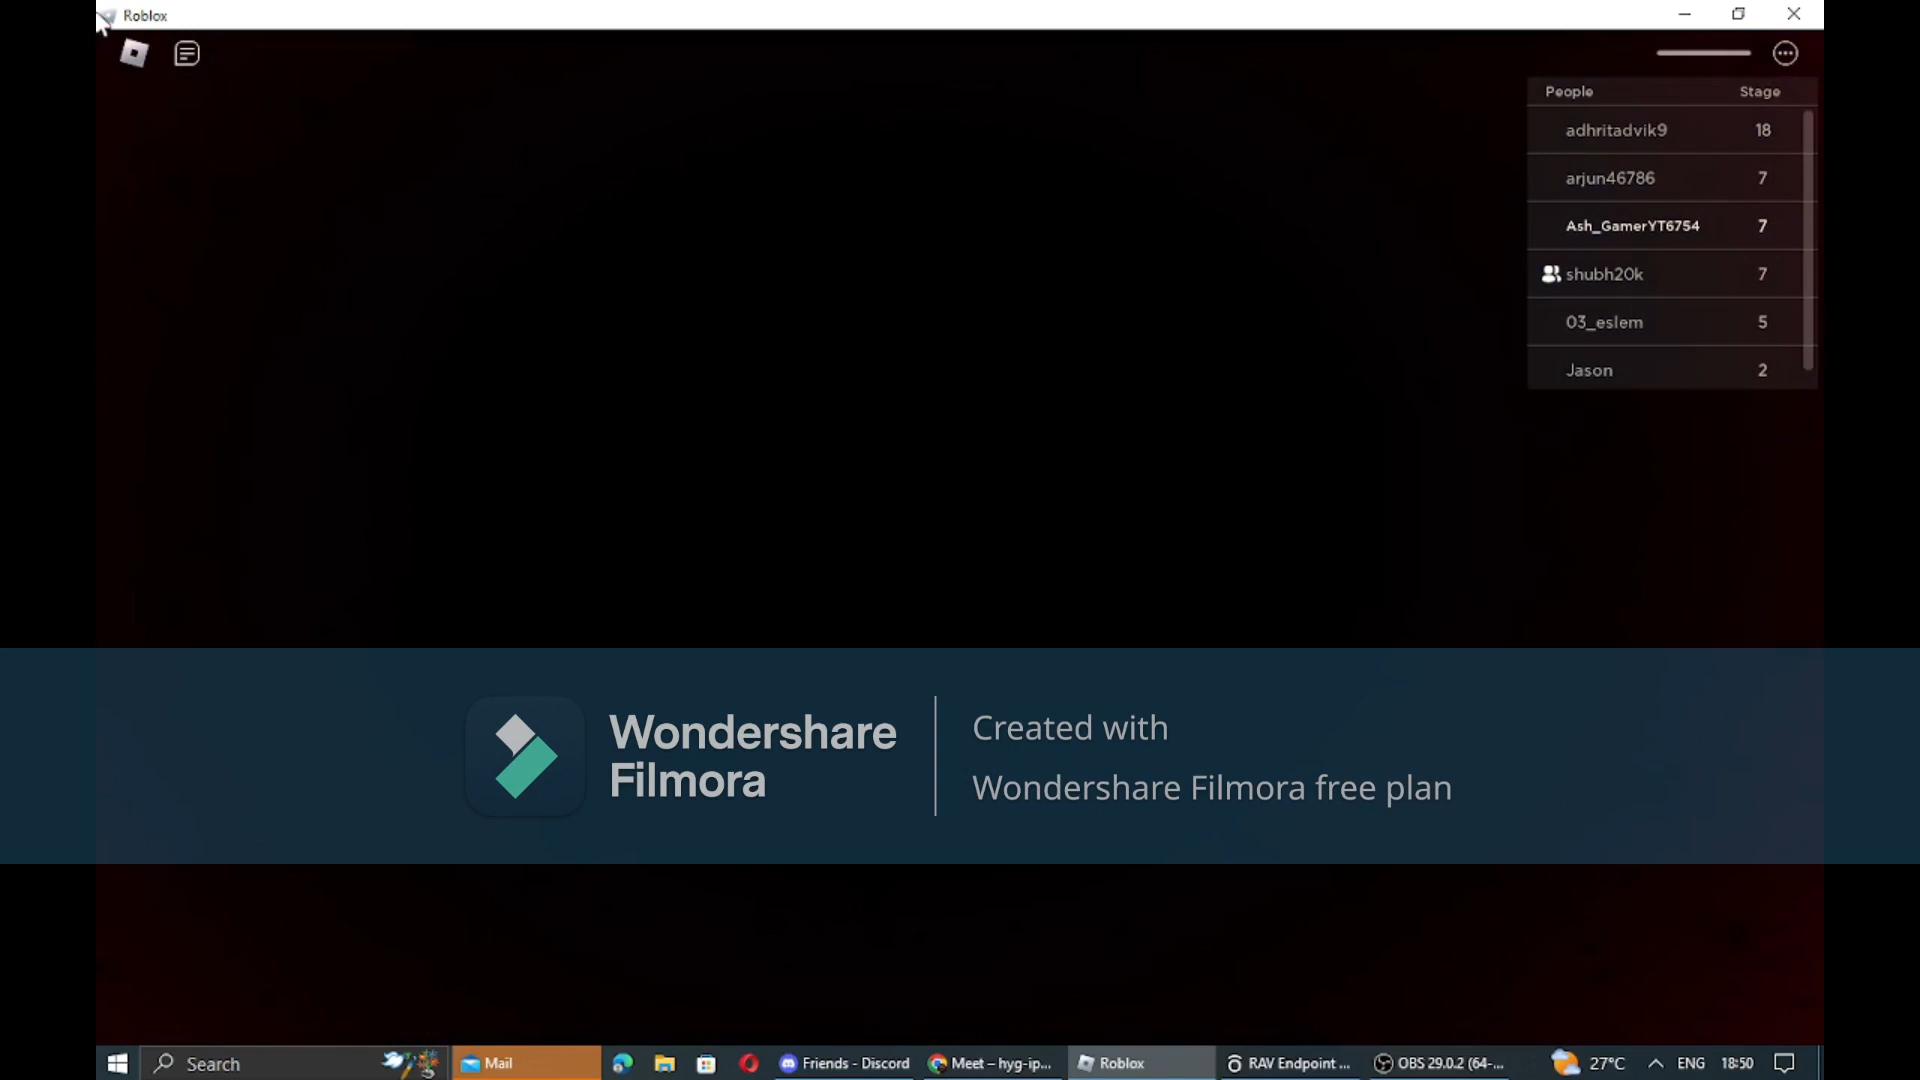 Roblox
People Stage
adhritadvik9 18
arjun46786 7
Ash_GamerYT6754 7
shubh20k 7
03_eslem 5
Jason 2
Wondershare
Filmora
Created with
Wondershare Filmora free plan
Search Mail Friends - Discord Meet – hyg-ip... Roblox RAV Endpoint ... OBS 29.0.2 (64-... 27°C ENG 18:50